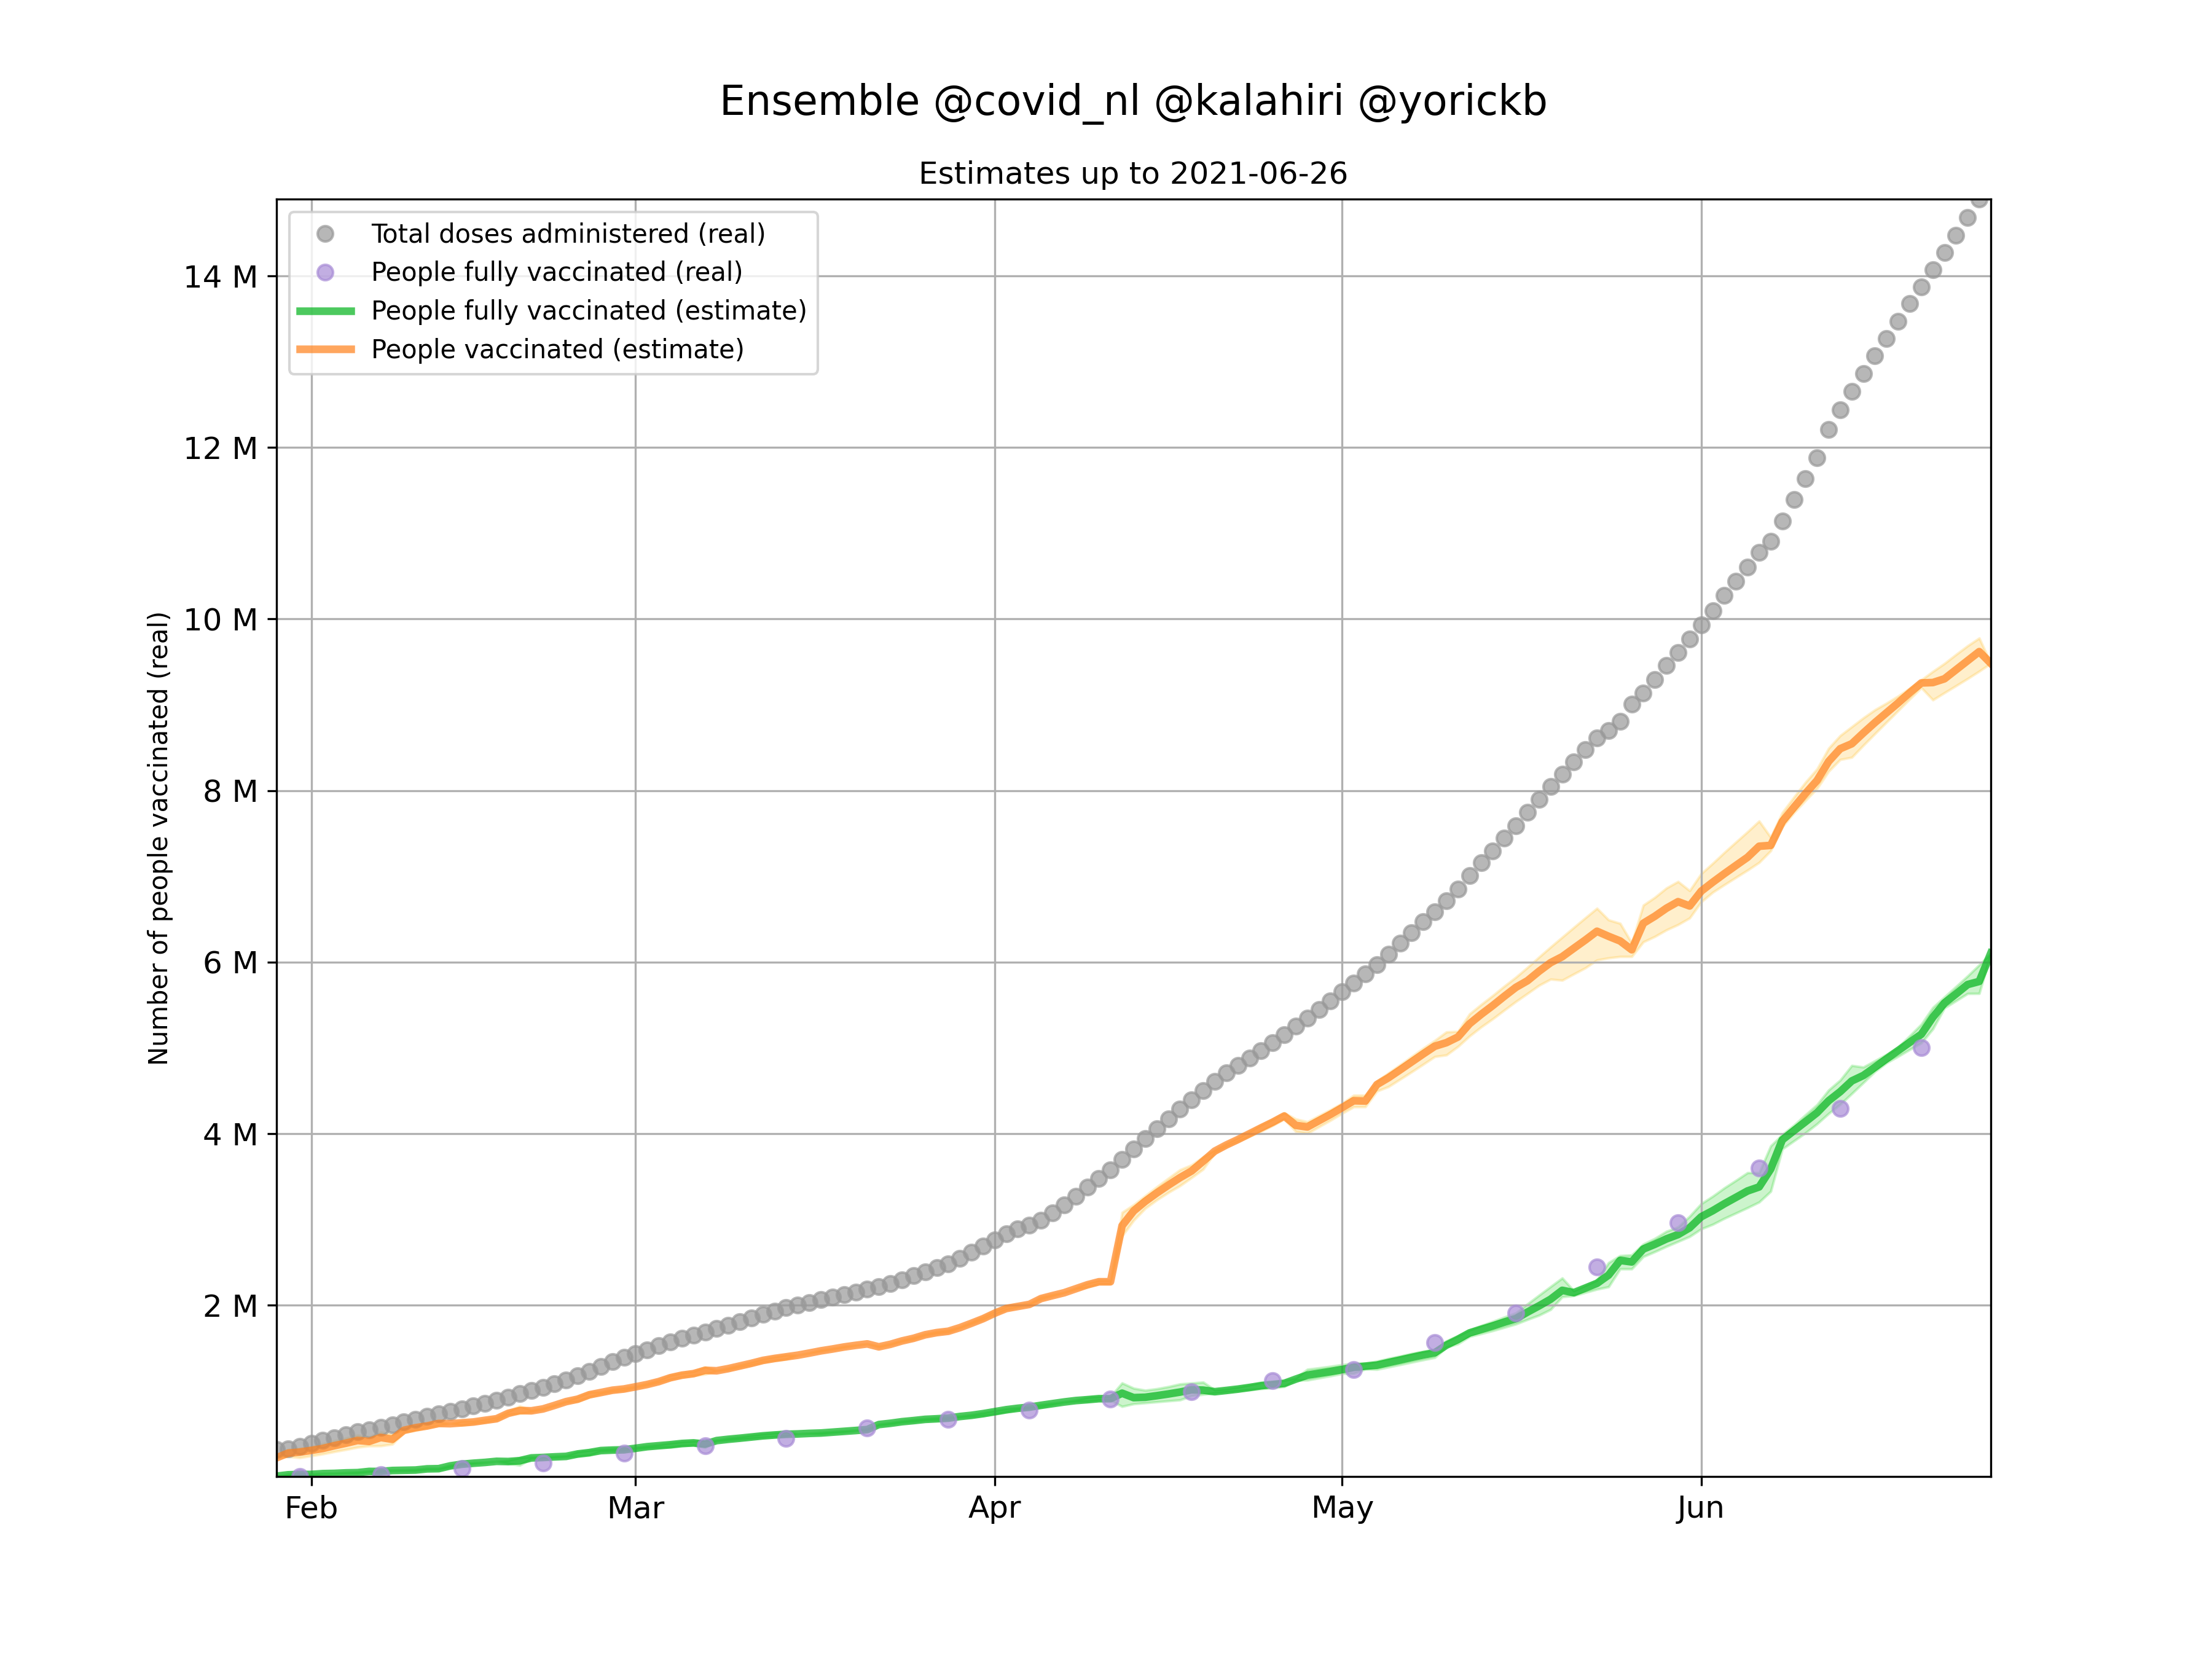 Ensemble @covid_nl @kalahiri @yorickb
Estimates up to 2021-06-26
Total doses administered (real)
People fully vaccinated (real)
People fully vaccinated (estimate)
People vaccinated (estimate)
Number of people vaccinated (real)
14 M
12 M
10 M
8 M
6 M
4 M
2 M
Feb Mar Apr May Jun